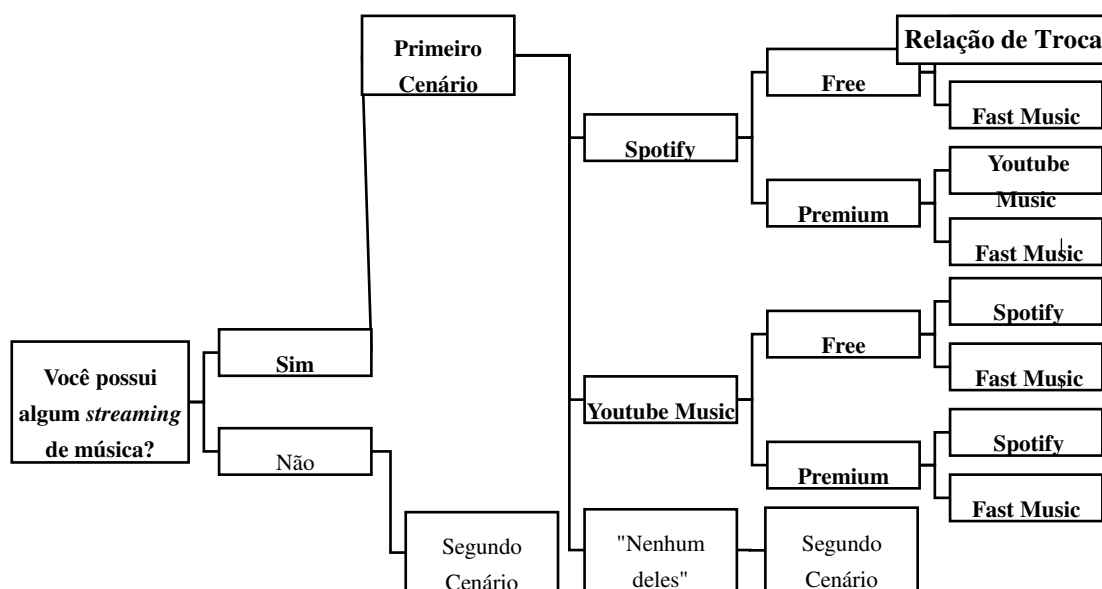 Primeiro
Cenário
Relação de Troca
Free
Fast Music
Spotify
Youtube
Music
Premium
Fast Music
Spotify
Free
Sim
Fast Music
Você possui
algum streaming
de música?
Youtube Music
Spotify
Não
Premium
Fast Music
Segundo
Cenário
"Nenhum
deles"
Segundo
Cenário